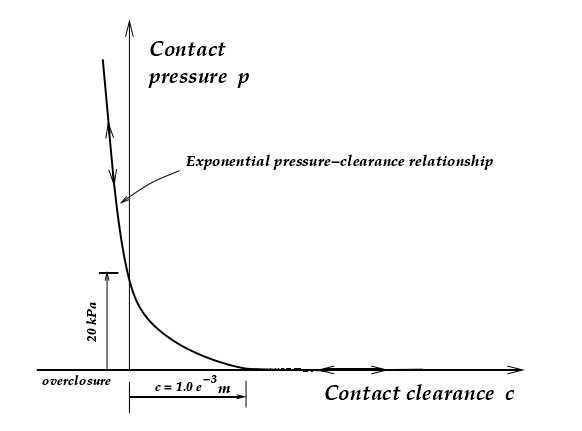 Contact
pressure p
Exponential pressure–clearance relationship
20 kPa
overclosure
c = 1.0 e⁻³ m
Contact clearance c